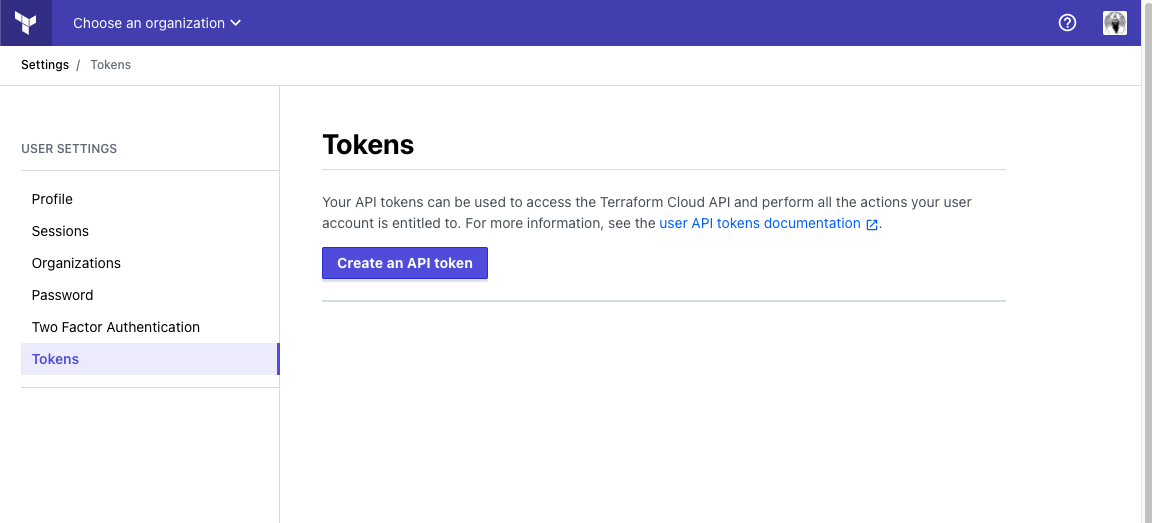 Choose an organization
Settings / Tokens
USER SETTINGS
Profile
Sessions
Organizations
Password
Two Factor Authentication
Tokens
Tokens
Your API tokens can be used to access the Terraform Cloud API and perform all the actions your user
account is entitled to. For more information, see the user API tokens documentation .
Create an API token